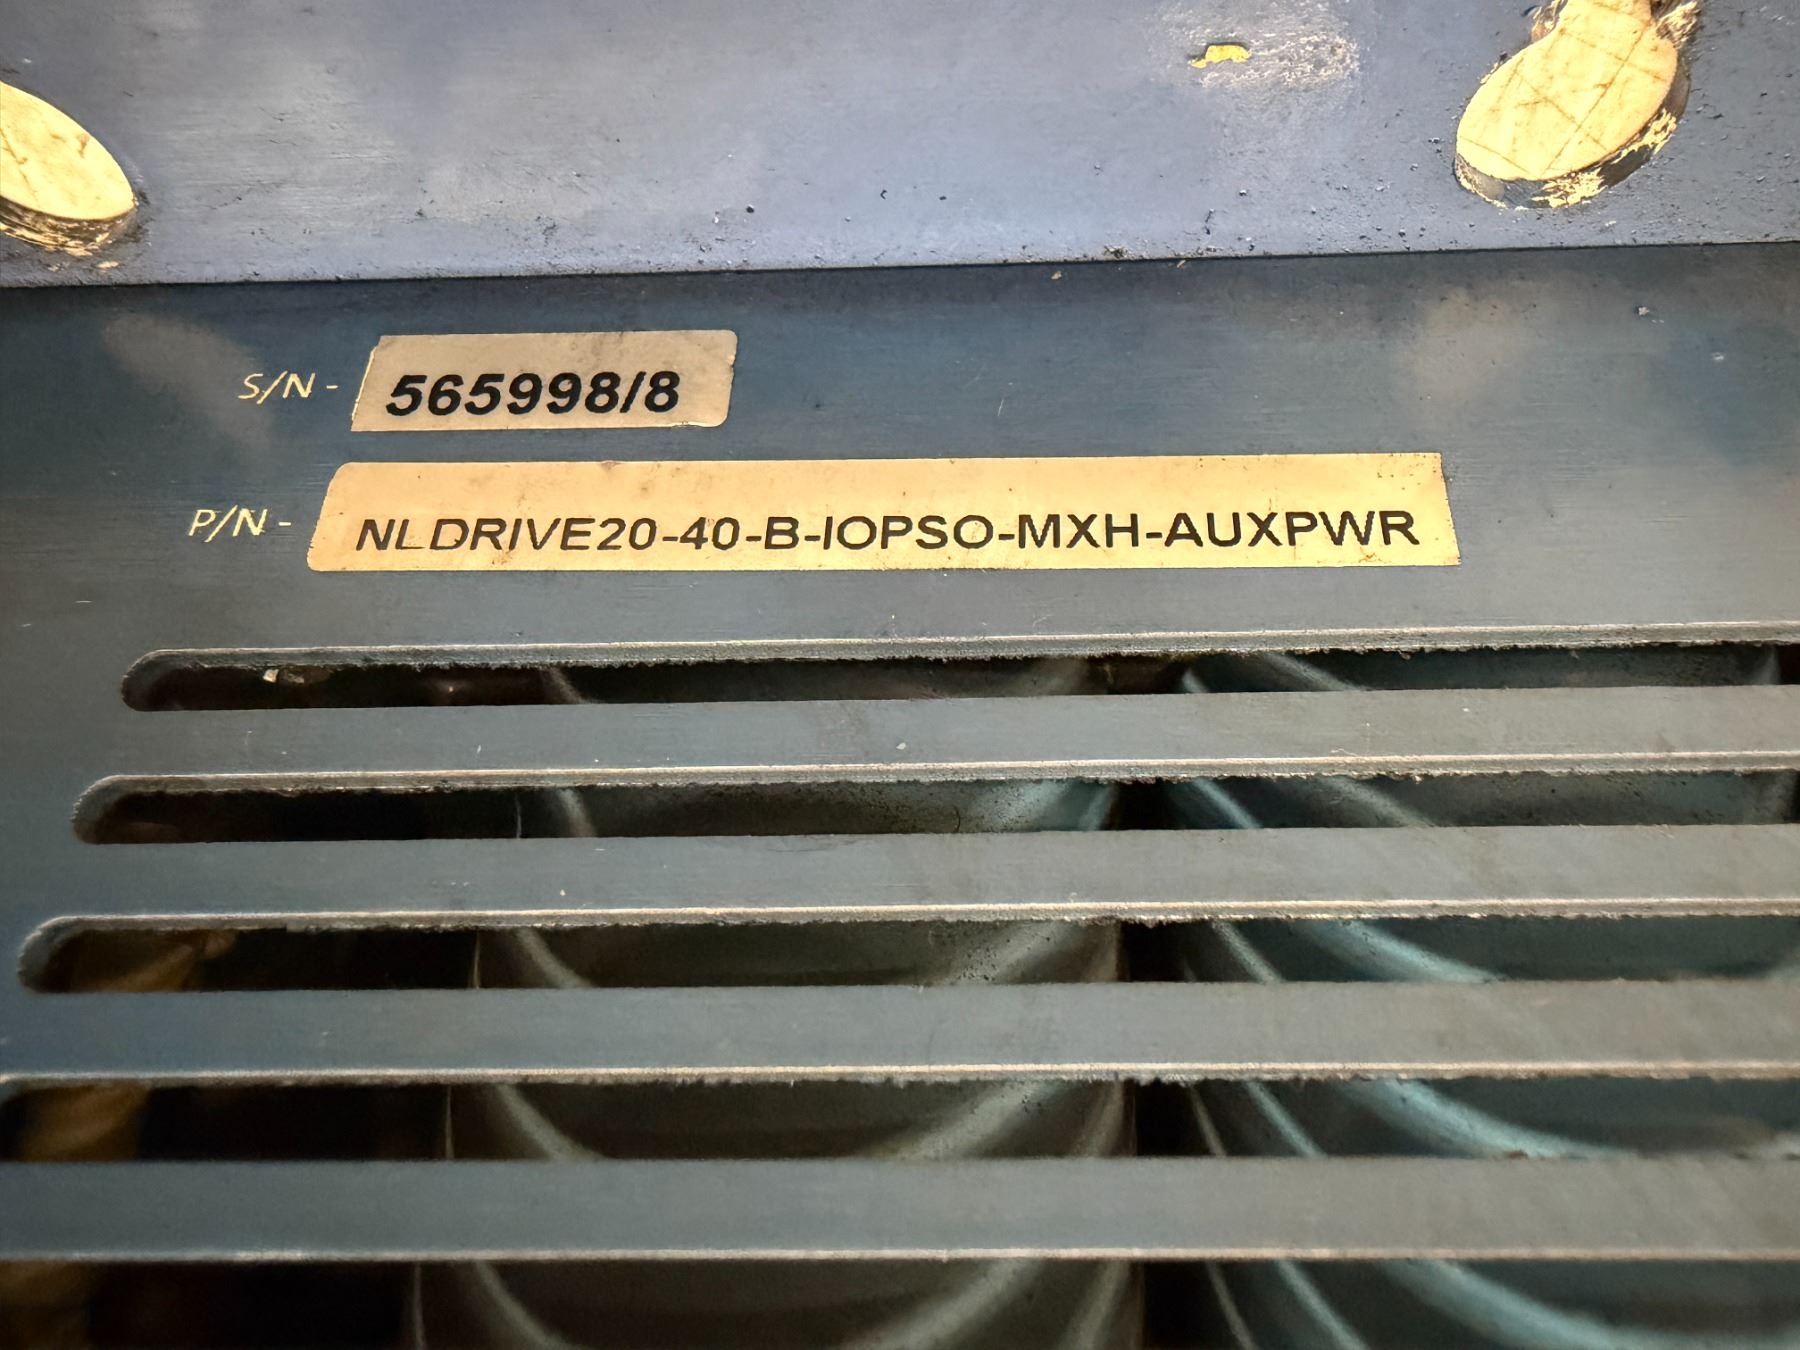 S/N- 565998/8
P/N- NLDRIVE20-40-B-IOPSO-MXH-AUXPWR